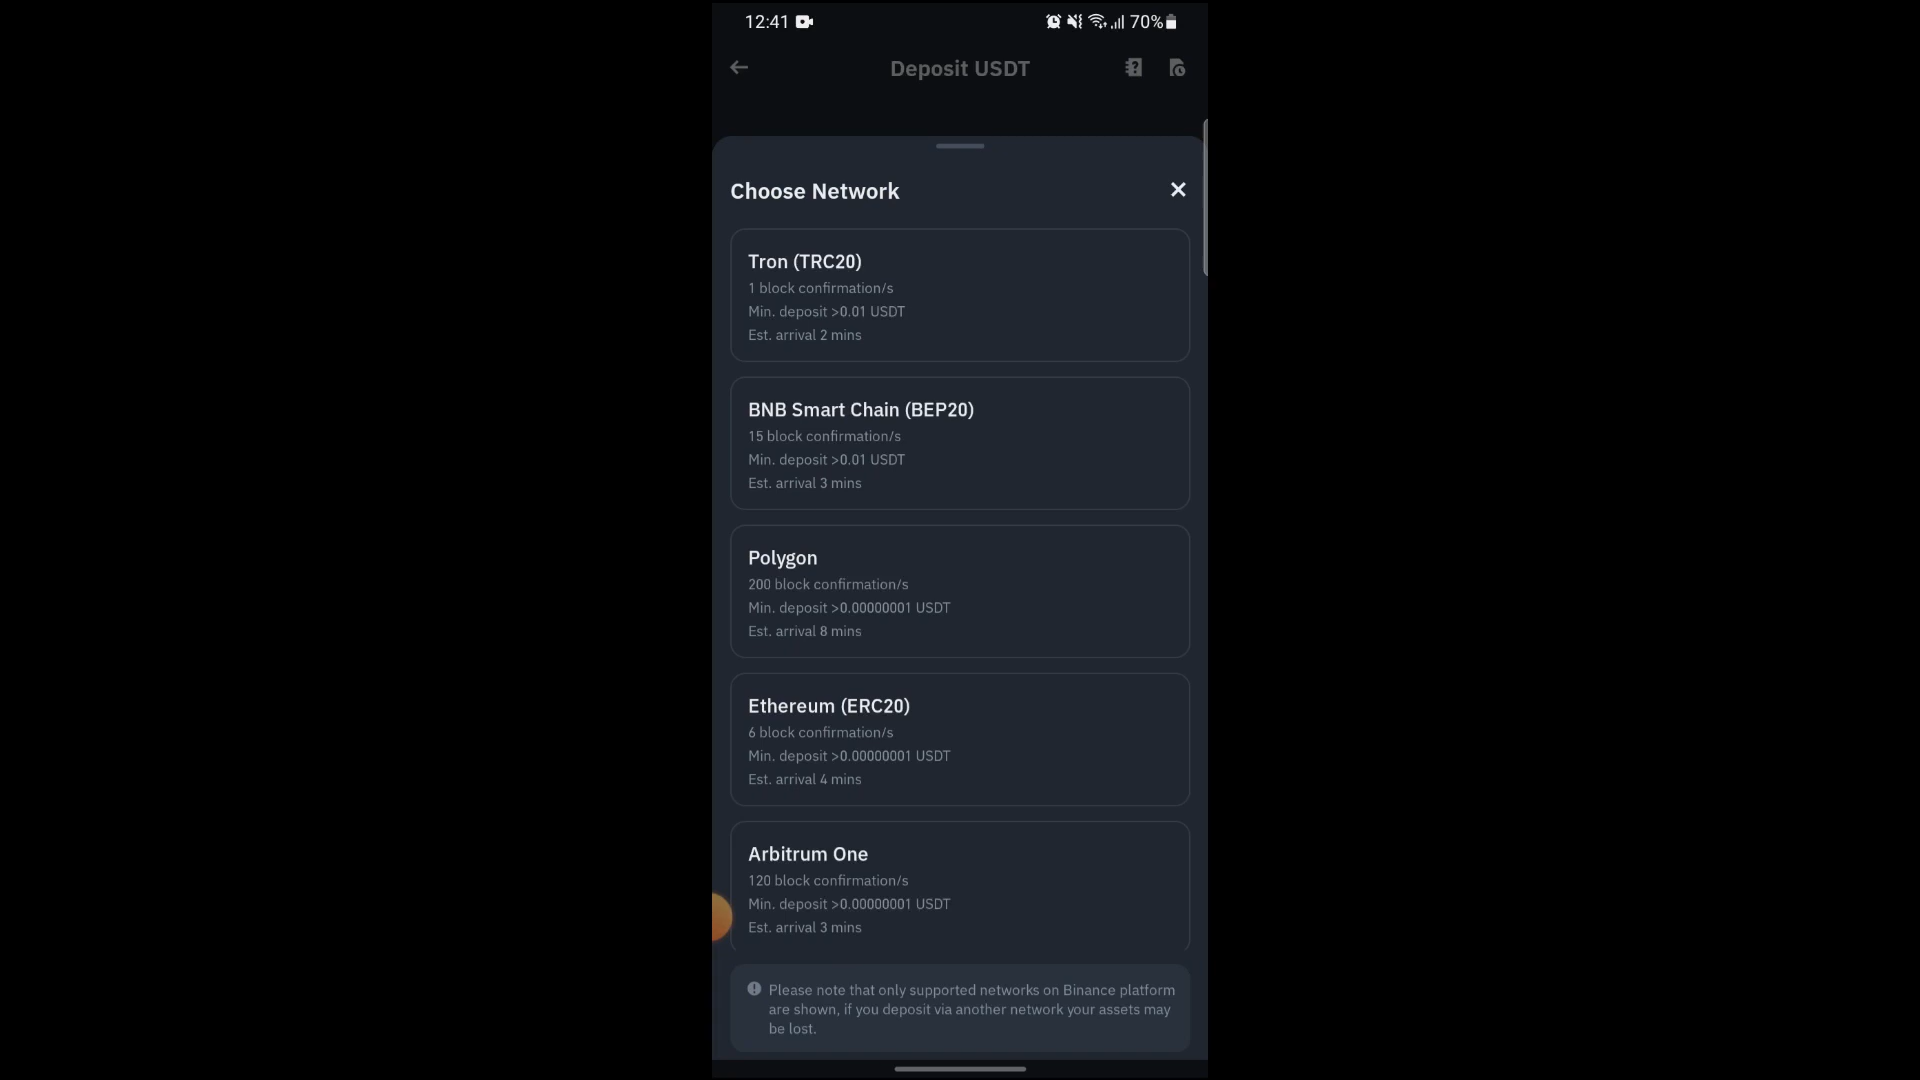 12:41
70%
Deposit USDT
Choose Network
Tron (TRC20)
1 block confirmation/s
Min. deposit >0.01 USDT
Est. arrival 2 mins
BNB Smart Chain (BEP20)
15 block confirmation/s
Min. deposit >0.01 USDT
Est. arrival 3 mins
Polygon
200 block confirmation/s
Min. deposit >0.00000001 USDT
Est. arrival 8 mins
Ethereum (ERC20)
6 block confirmation/s
Min. deposit >0.00000001 USDT
Est. arrival 4 mins
Arbitrum One
120 block confirmation/s
Min. deposit >0.00000001 USDT
Est. arrival 3 mins
Please note that only supported networks on Binance platform
are shown, if you deposit via another network your assets may
be lost.